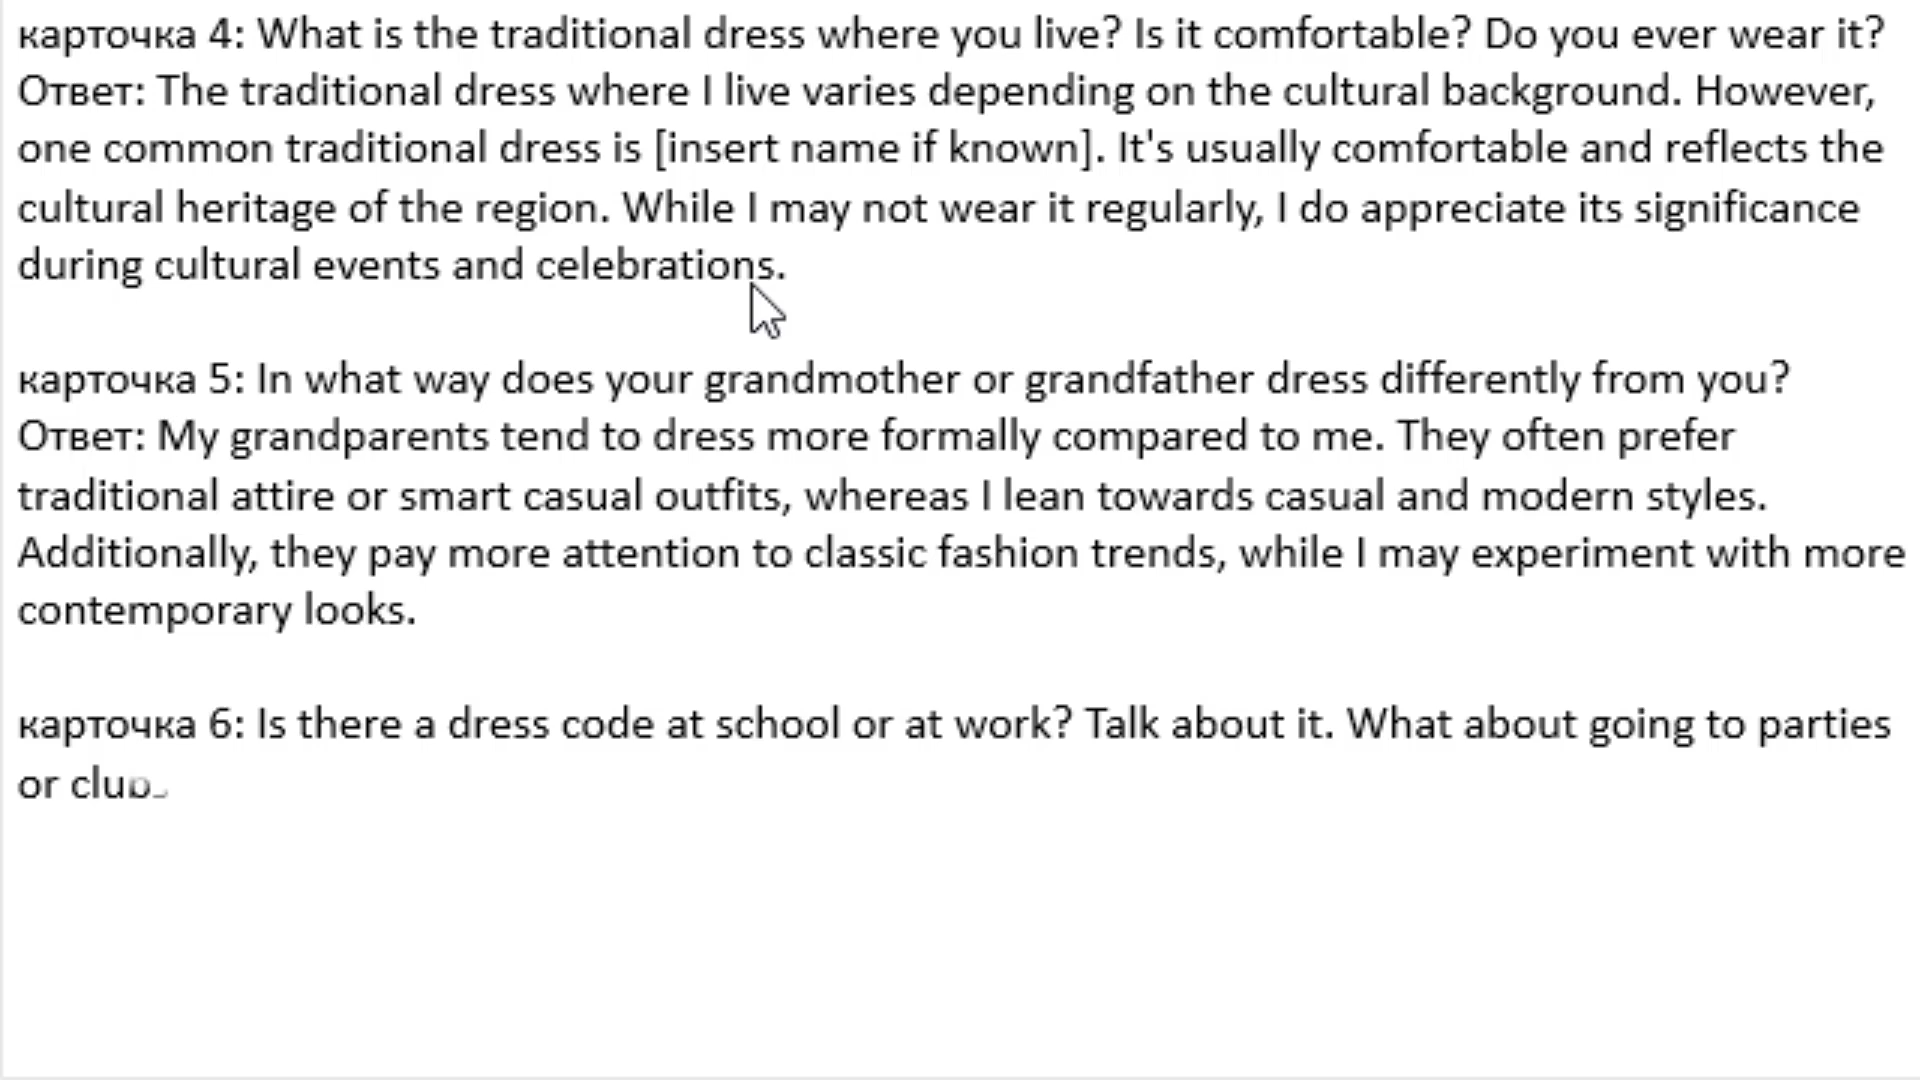 карточка 4: What is the traditional dress where you live? Is it comfortable? Do you ever wear it?
Ответ: The traditional dress where I live varies depending on the cultural background. However,
one common traditional dress is [insert name if known]. It's usually comfortable and reflects the
cultural heritage of the region. While I may not wear it regularly, I do appreciate its significance
during cultural events and celebrations.
карточка 5: In what way does your grandmother or grandfather dress differently from you?
Ответ: My grandparents tend to dress more formally compared to me. They often prefer
traditional attire or smart casual outfits, whereas I lean towards casual and modern styles.
Additionally, they pay more attention to classic fashion trends, while I may experiment with more
contemporary looks.
карточка 6: Is there a dress code at school or at work? Talk about it. What about going to parties
or